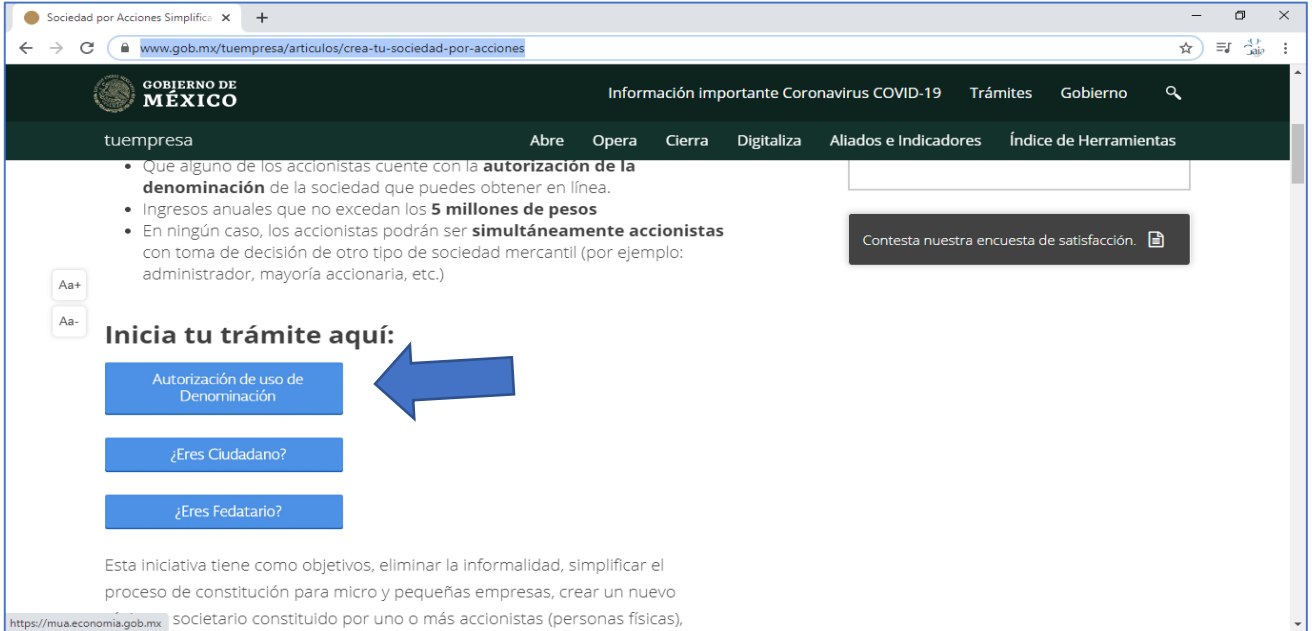 Sociedad por Acciones Simplifica
www.gob.mx/tuempresa/articulos/crea-tu-sociedad-por-acciones
GOBIERNO DE
MÉXICO
Información importante Coronavirus COVID-19 Trámites Gobierno
tuempresa Abre Opera Cierra Digitaliza Aliados e Indicadores Índice de Herramientas
• Que alguno de los accionistas cuente con la autorización de la
denominación de la sociedad que puedes obtener en línea.
• Ingresos anuales que no excedan los 5 millones de pesos
• En ningún caso, los accionistas podrán ser simultáneamente accionistas
con toma de decisión de otro tipo de sociedad mercantil (por ejemplo:
administrador, mayoría accionaria, etc.)
Contesta nuestra encuesta de satisfacción.
Aa+
Aa-
Inicia tu trámite aquí:
Autorización de uso de
Denominación
¿Eres Ciudadano?
¿Eres Fedatario?
Esta iniciativa tiene como objetivos, eliminar la informalidad, simplificar el
proceso de constitución para micro y pequeñas empresas, crear un nuevo
societario constituido por uno o más accionistas (personas físicas),
https://mua.economia.gob.mx